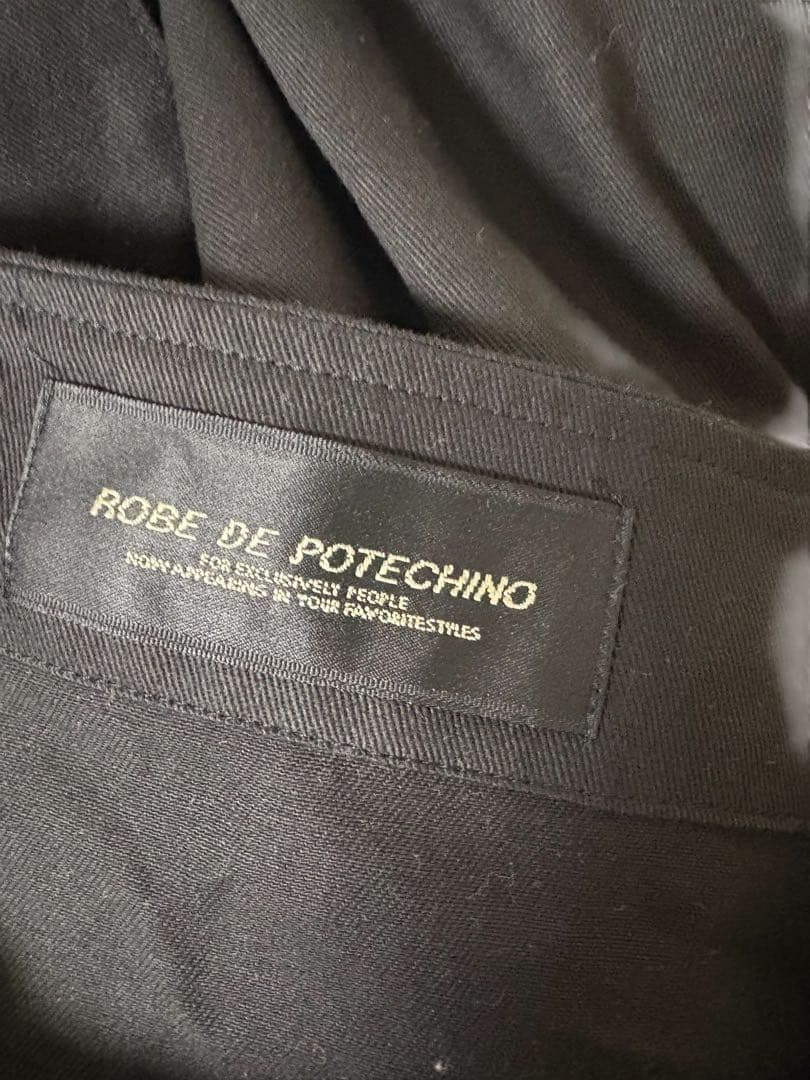 ROBE DE POTECHINO
FOR EXCLUSIVELY PEOPLE
NOW APPEARING IN YOUR FAVORITESTYLES